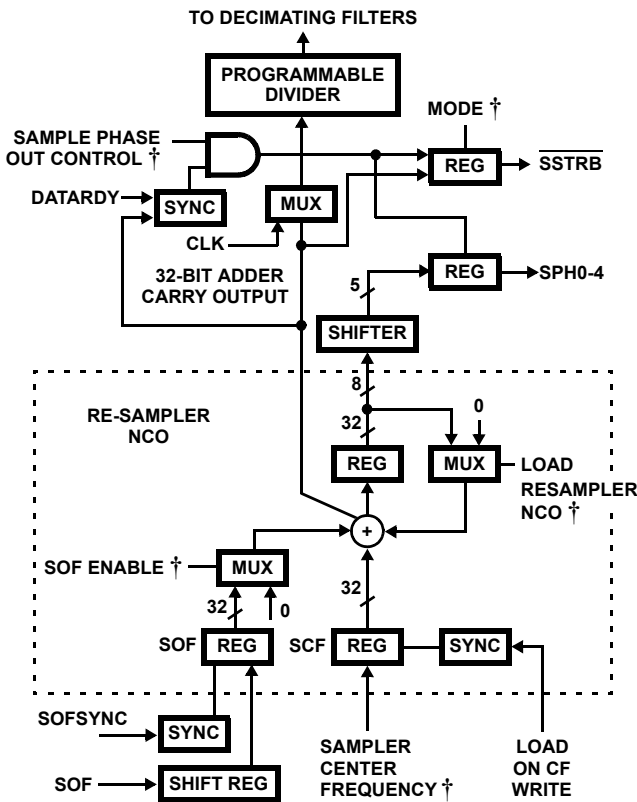 TO DECIMATING FILTERS
PROGRAMMABLE
DIVIDER
MODE †
SAMPLE PHASE
OUT CONTROL †
REG
SSTRB
DATARDY
SYNC
MUX
CLK
32-BIT ADDER
CARRY OUTPUT
REG
SPH0-4
5
SHIFTER
8
RE-SAMPLER
NCO
32
0
REG
MUX
LOAD
RESAMPLER
NCO †
+
SOF ENABLE †
MUX
32
0
32
SOF
REG
SCF
REG
SYNC
SOFSYNC
SYNC
SAMPLER
CENTER
FREQUENCY †
LOAD
ON CF
WRITE
SOF
SHIFT REG